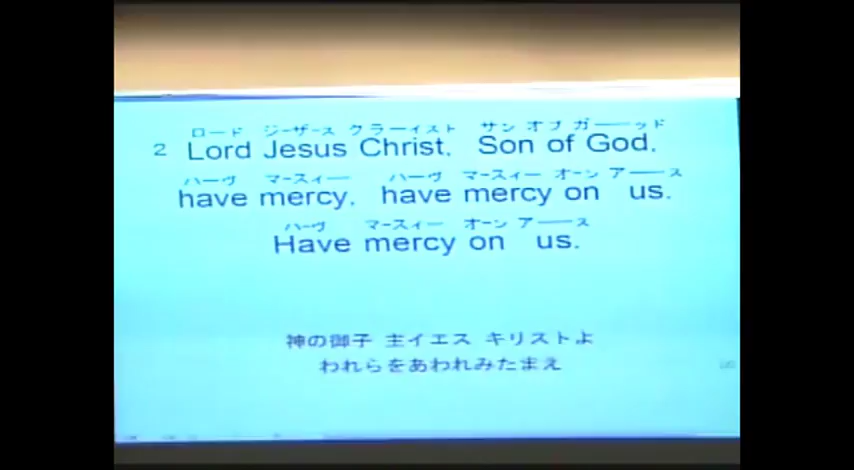 ロード ジーザース クラーイスト サン オブ ガーーッド
2 Lord Jesus Christ, Son of God,
ハーヴ マースィー ハーヴ マースィー オーン アーース
have mercy, have mercy on us.
ハーヴ マースィー オーン アーース
Have mercy on us.
神の御子 主イエス キリストよ
われらをあわれみたまえ